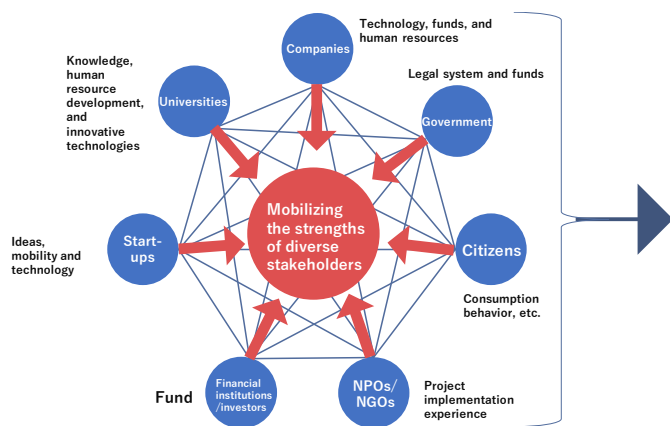 Technology, funds, and
human resources
Companies
Knowledge,
human
resource
development,
and
innovative
technologies
Universities
Legal system and funds
Government
Mobilizing
the strengths
of diverse
stakeholders
Ideas,
mobility and
technology
Start-
ups
Citizens
Consumption
behavior, etc.
Fund
Financial
institutions
/investors
NPOs/
NGOs
Project
implementation
experience